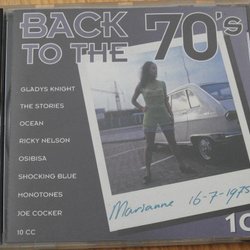 BACK
TO THE 70's
GLADYS KNIGHT
THE STORIES
OCEAN
RICKY NELSON
OSIBISA
SHOCKING BLUE
MONOTONES
JOE COCKER
10 CC
Marianne 16-7-1975
10